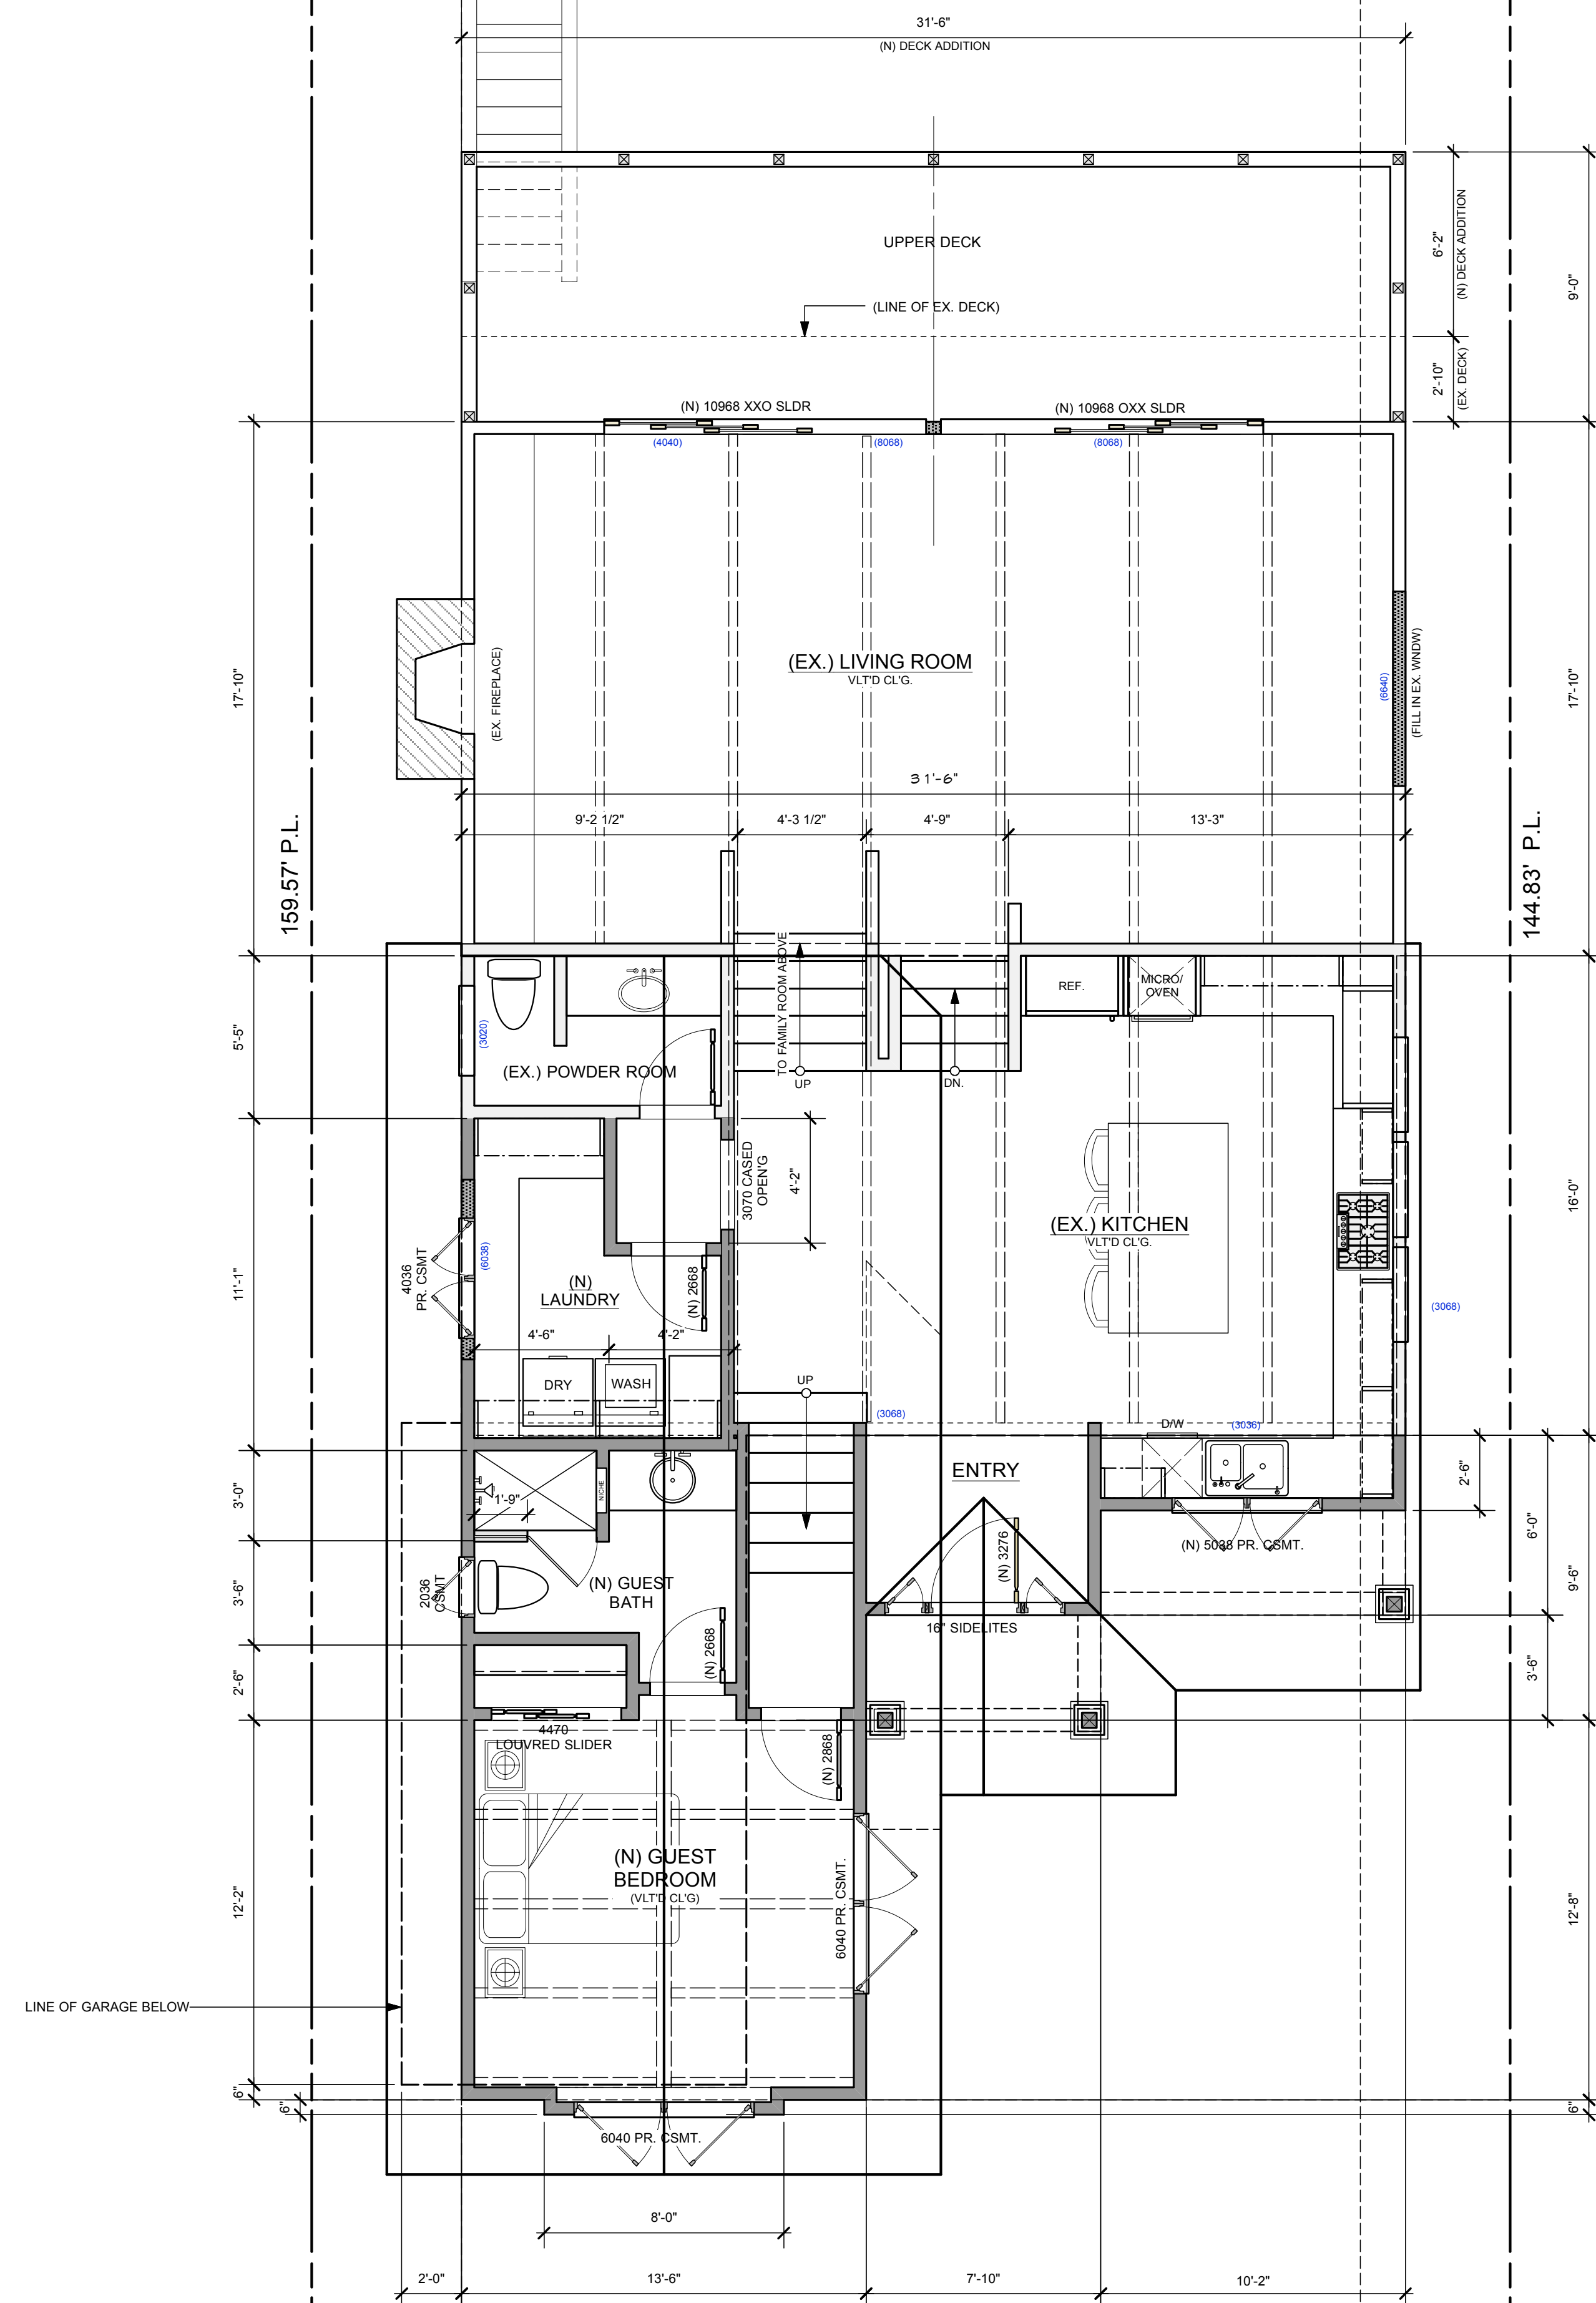 31'-6"
(N) DECK ADDITION
UPPER DECK
6'-2"
(N) DECK ADDITION
9'-0"
(LINE OF EX. DECK)
2'-10"
(EX. DECK)
(N) 10968 XXO SLDR
(N) 10968 OXX SLDR
(4040)
(8068)
(8068)
17'-10"
(EX. FIREPLACE)
(EX.) LIVING ROOM
VLT'D CL'G.
(6640)
(FILL IN EX. WNDW)
17'-10"
31'-6"
9'-2 1/2"
4'-3 1/2"
4'-9"
13'-3"
159.57' P.L.
144.83' P.L.
5'-5"
(3020)
(EX.) POWDER ROOM
TO FAMILY ROOM ABOVE
UP
DN.
REF.
MICRO/
OVEN
3070 CASED
OPEN'G
4'-2"
(EX.) KITCHEN
VLT'D CL'G.
16'-0"
11'-1"
4036
PR. CSMT
(6038)
(N)
LAUNDRY
(N) 2668
(3068)
4'-6"
4'-2"
DRY
WASH
UP
(3068)
D/W
(3036)
ENTRY
2'-6"
3'-0"
1'-9"
NICHE
6'-0"
(N) 3276
(N) 5038 PR. CSMT.
3'-6"
2036
CSMT
(N) GUEST
BATH
9'-6"
16" SIDELITES
(N) 2668
2'-6"
3'-6"
4470
LOUVRED SLIDER
(N) 2868
12'-2"
(N) GUEST
BEDROOM
(VLT'D CL'G)
6040 PR. CSMT.
12'-8"
LINE OF GARAGE BELOW
6"
6"
6"
6040 PR. CSMT.
8'-0"
2'-0"
13'-6"
7'-10"
10'-2"